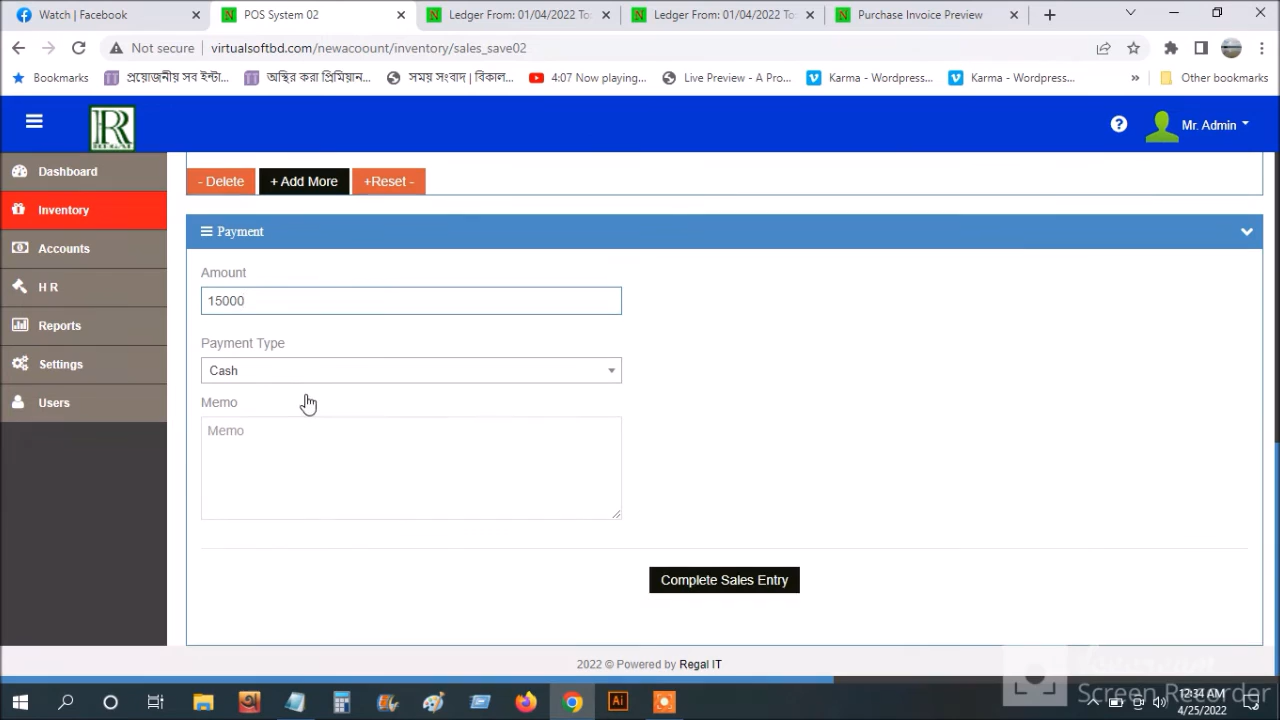 Watch | Facebook
POS System 02
Ledger From: 01/04/2022 To:
Ledger From: 01/04/2022 To:
Purchase Invoice Preview
Not secure
virtualsoftbd.com/newacoount/inventory/sales_save02
Bookmarks
প্রয়োজনীয় সব ইন্টা...
অস্থির করা প্রিমিয়ান...
সময় সংবাদ | বিকাল...
4:07 Now playing...
Live Preview - A Pro...
Karma - Wordpress...
Karma - Wordpress...
»
Other bookmarks
R
REGAL
Mr. Admin
Dashboard
Inventory
Accounts
H R
Reports
Settings
Users
- Delete
+ Add More
+Reset -
Payment
Amount
15000
Payment Type
Cash
Memo
Memo
Complete Sales Entry
2022 © Powered by Regal IT
Screen Recorder
Ai
12:34 AM
4/25/2022